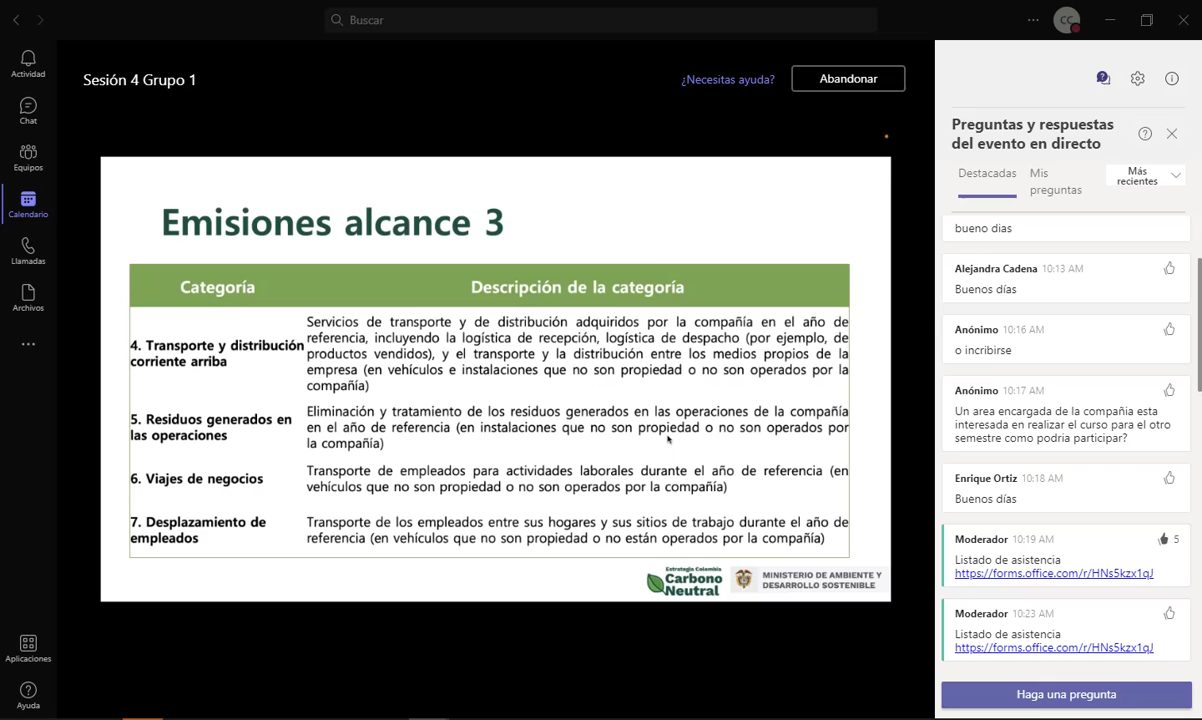 Buscar
CC
Actividad
Chat
Equipos
Calendario
Llamadas
Archivos
Aplicaciones
Ayuda
Sesión 4 Grupo 1
¿Necesitas ayuda?
Abandonar
Emisiones alcance 3
Categoría
Descripción de la categoría
4. Transporte y distribución
corriente arriba
Servicios de transporte y de distribución adquiridos por la compañía en el año de
referencia, incluyendo la logística de recepción, logística de despacho (por ejemplo, de
productos vendidos), y el transporte y la distribución entre los medios propios de la
empresa (en vehículos e instalaciones que no son propiedad o no son operados por la
compañía)
5. Residuos generados en
las operaciones
Eliminación y tratamiento de los residuos generados en las operaciones de la compañía
en el año de referencia (en instalaciones que no son propiedad o no son operados por
la compañía)
6. Viajes de negocios
Transporte de empleados para actividades laborales durante el año de referencia (en
vehículos que no son propiedad o no son operados por la compañía)
7. Desplazamiento de
empleados
Transporte de los empleados entre sus hogares y sus sitios de trabajo durante el año de
referencia (en vehículos que no son propiedad o no están operados por la compañía)
Estrategia Colombia
Carbono
Neutral
MINISTERIO DE AMBIENTE Y
DESARROLLO SOSTENIBLE
Preguntas y respuestas
del evento en directo
Destacadas
Mis
preguntas
Más
recientes
bueno dias
Alejandra Cadena 10:13 AM
Buenos días
Anónimo 10:16 AM
o incribirse
Anónimo 10:17 AM
Un area encargada de la compañia esta
interesada en realizar el curso para el otro
semestre como podria participar?
Enrique Ortiz 10:18 AM
Buenos días
Moderador 10:19 AM 5
Listado de asistencia
https://forms.office.com/r/HNs5kzx1qJ
Moderador 10:23 AM
Listado de asistencia
https://forms.office.com/r/HNs5kzx1qJ
Haga una pregunta